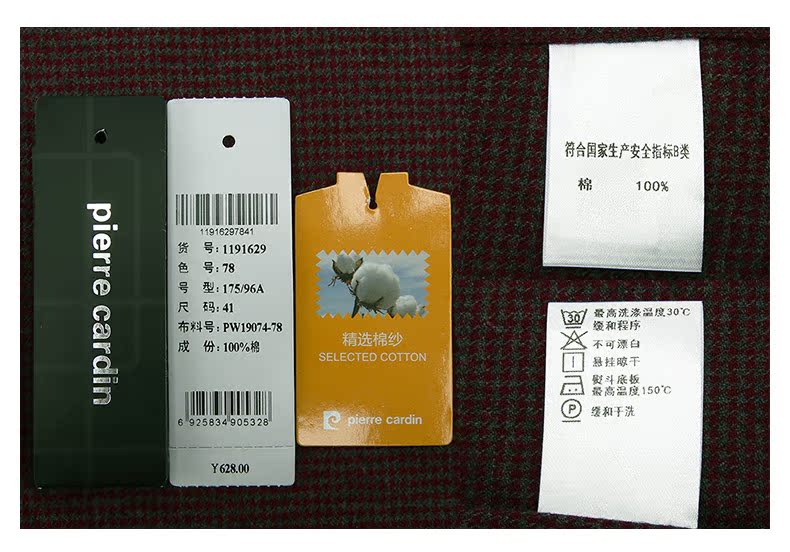 pierre cardin
11916297841
货 号：1191629
色 号：78
号 型：175/96A
尺 码：41
布料号：PW19074-78
成 份：100%棉
6 925834 905328
￥628.00
精选棉纱
SELECTED COTTON
pierre cardin
符合国家生产安全指标B类
棉 100%
30
最高洗涤温度30℃
缓和程序
不可漂白
悬挂晾干
熨斗底板
最高温度150℃
P
缓和干洗